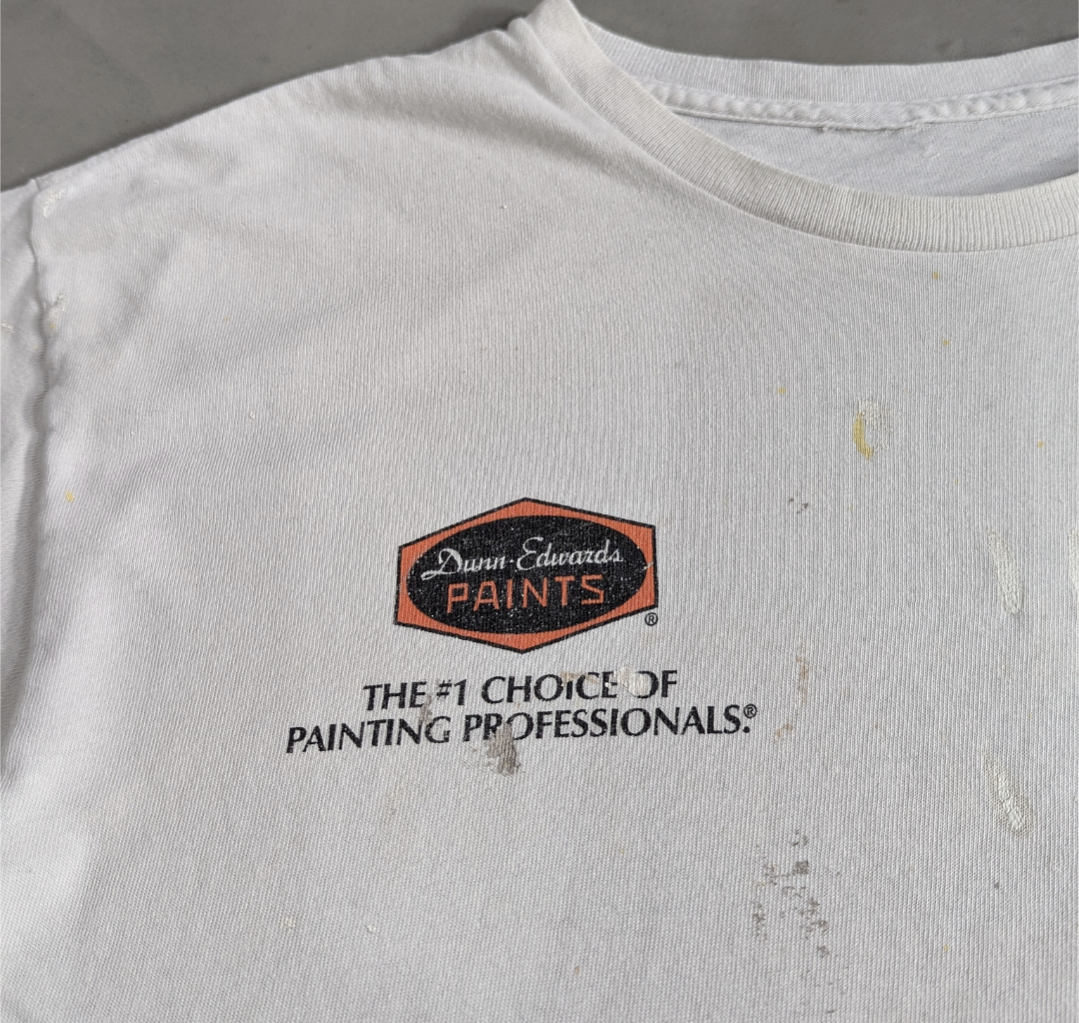 Dunn-Edwards
PAINTS
®
THE #1 CHOICE OF
PAINTING PROFESSIONALS.®